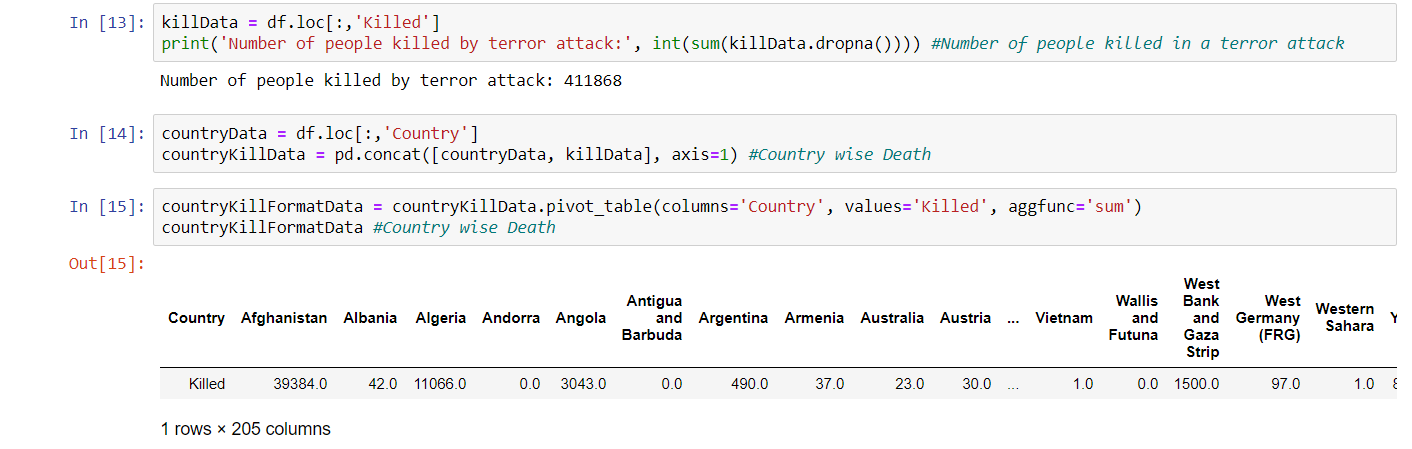 In [13]: killData = df.loc[:,'Killed']
print('Number of people killed by terror attack:', int(sum(killData.dropna()))) #Number of people killed in a terror attack
Number of people killed by terror attack: 411868
In [14]: countryData = df.loc[:,'Country']
countryKillData = pd.concat([countryData, killData], axis=1) #Country wise Death
In [15]: countryKillFormatData = countryKillData.pivot_table(columns='Country', values='Killed', aggfunc='sum')
countryKillFormatData #Country wise Death
Out[15]:
Country Afghanistan Albania Algeria Andorra Angola Antigua and Barbuda Argentina Armenia Australia Austria ... Vietnam Wallis and Futuna West Bank and Gaza Strip West Germany (FRG) Western Sahara
Killed 39384.0 42.0 11066.0 0.0 3043.0 0.0 490.0 37.0 23.0 30.0 ... 1.0 0.0 1500.0 97.0 1.0
1 rows × 205 columns